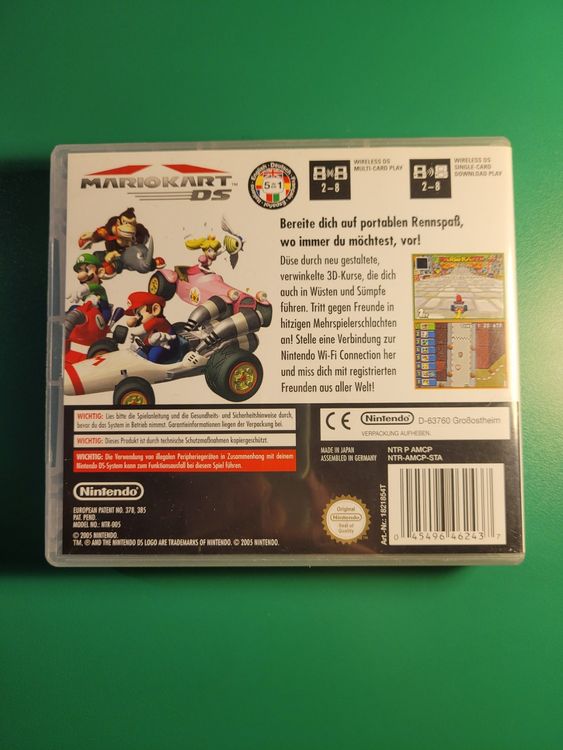 MARIOKART DS™
English · Deutsch
Español · Italiano
5 in 1
2-8
WIRELESS DS
MULTI-CARD PLAY
2-8
WIRELESS DS
SINGLE-CARD
DOWNLOAD PLAY
Bereite dich auf portablen Rennspaß,
wo immer du möchtest, vor!
Düse durch neu gestaltete,
verwinkelte 3D-Kurse, die dich
auch in Wüsten und Sümpfe
führen. Tritt gegen Freunde in
hitzigen Mehrspielerschlachten
an! Stelle eine Verbindung zur
Nintendo Wi-Fi Connection her
und miss dich mit registrierten
Freunden aus aller Welt!
WICHTIG: Lies bitte die Spielanleitung und die Gesundheits- und Sicherheitshinweise durch,
bevor du das System in Betrieb nimmst. Garantieinformationen liegen der Verpackung bei.
WICHTIG: Dieses Produkt ist durch technische Schutzmaßnahmen kopiergeschützt.
WICHTIG: Die Verwendung von illegalen Peripheriegeräten in Zusammenhang mit deinem
Nintendo DS-System kann zum Funktionsausfall bei diesem Spiel führen.
CE
Nintendo
D-63760 Großostheim
VERPACKUNG AUFHEBEN.
MADE IN JAPAN
ASSEMBLED IN GERMANY
NTR P AMCP
NTR-AMCP-STA
Nintendo
EUROPEAN PATENT NO. 378, 385
PAT. PEND.
MODEL NO.: NTR-005
© 2005 NINTENDO.
TM, ® AND THE NINTENDO DS LOGO ARE TRADEMARKS OF NINTENDO. © 2005 NINTENDO.
Original
Nintendo
Seal of
Quality
Art.-Nr.: 1821854T
0 45496 46243 7